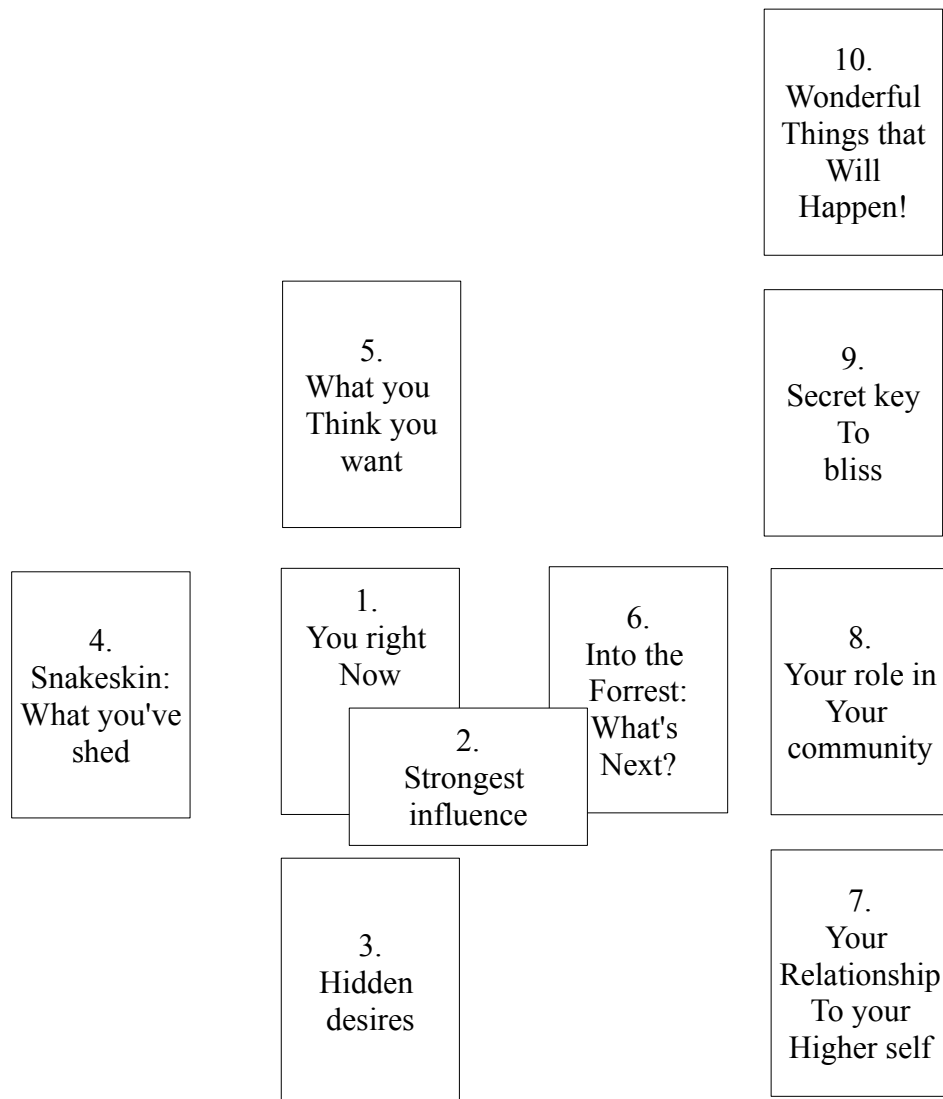 10.
Wonderful
Things that
Will
Happen!
5.
What you
Think you
want
9.
Secret key
To
bliss
4.
Snakeskin:
What you've
shed
1.
You right
Now
6.
Into the
Forrest:
What's
Next?
8.
Your role in
Your
community
2.
Strongest
influence
3.
Hidden
desires
7.
Your
Relationship
To your
Higher self